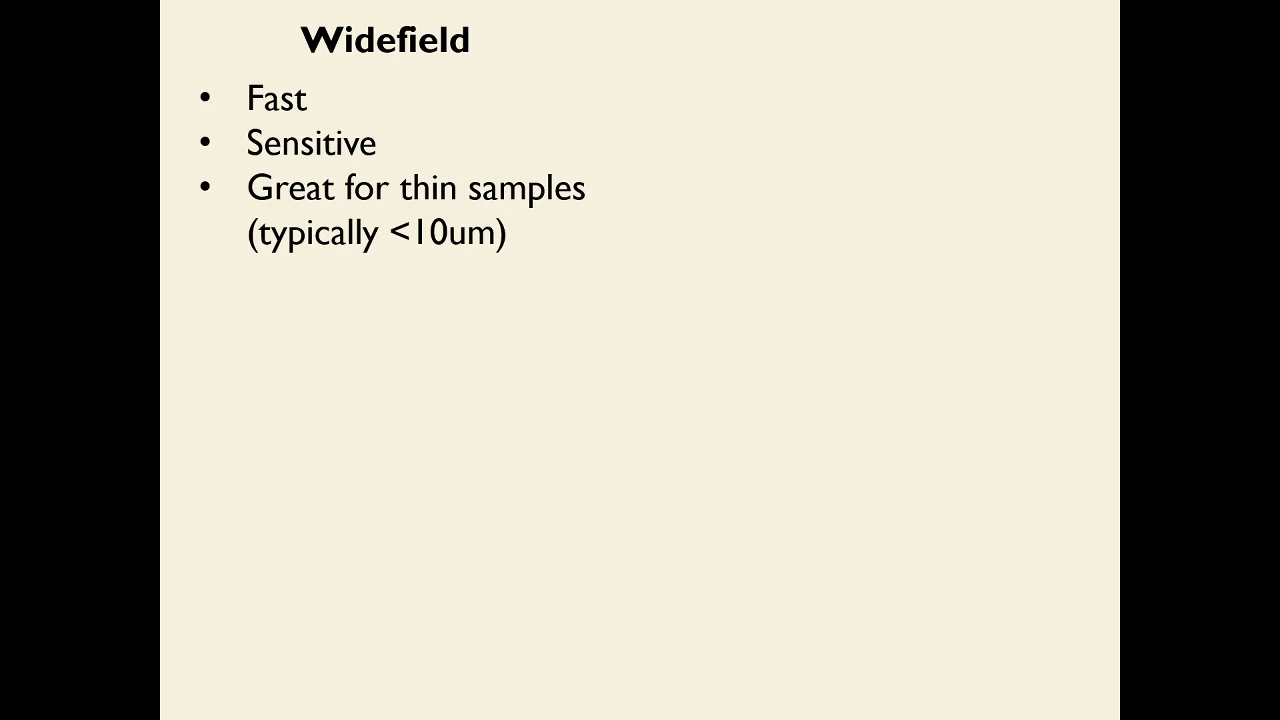 Widefield
• Fast
• Sensitive
• Great for thin samples
(typically <10um)